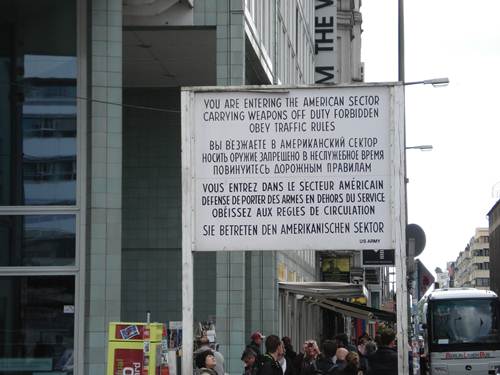 YOU ARE ENTERING THE AMERICAN SECTOR
CARRYING WEAPONS OFF DUTY FORBIDDEN
OBEY TRAFFIC RULES
ВЫ ВЪЕЗЖАЕТЕ В АМЕРИКАНСКИЙ СЕКТОР
НОСИТЬ ОРУЖИЕ ЗАПРЕЩЕНО В НЕСЛУЖЕБНОЕ ВРЕМЯ
ПОВИНУИТЕСЬ ДОРОЖНЫМ ПРАВИЛАМ
VOUS ENTREZ DANS LE SECTEUR AMÉRICAIN
DEFENSE DE PORTER DES ARMES EN DEHORS DU SERVICE
OBÉISSEZ AUX REGLES DE CIRCULATION
SIE BETRETEN DEN AMERIKANISCHEN SEKTOR
US ARMY
M THE W